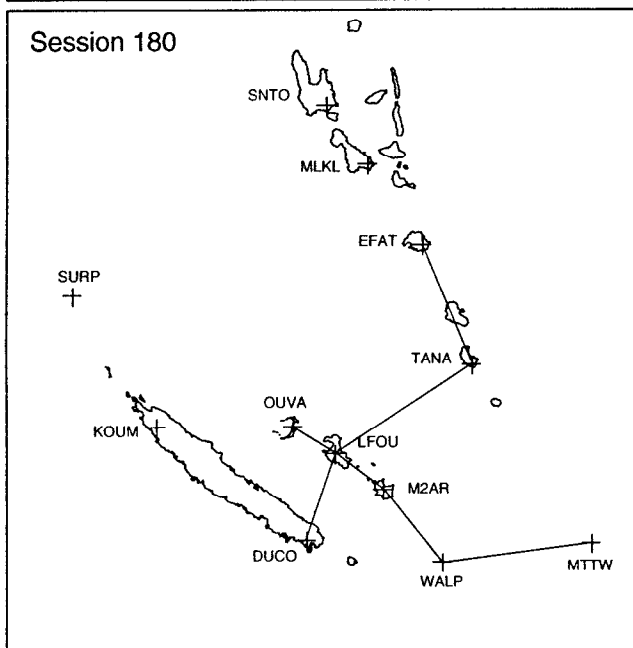 Session 180
SNTO
MLKL
EFAT
SURP
TANA
OUVA
KOUM
LFOU
M2AR
DUCO
WALP
MTTW